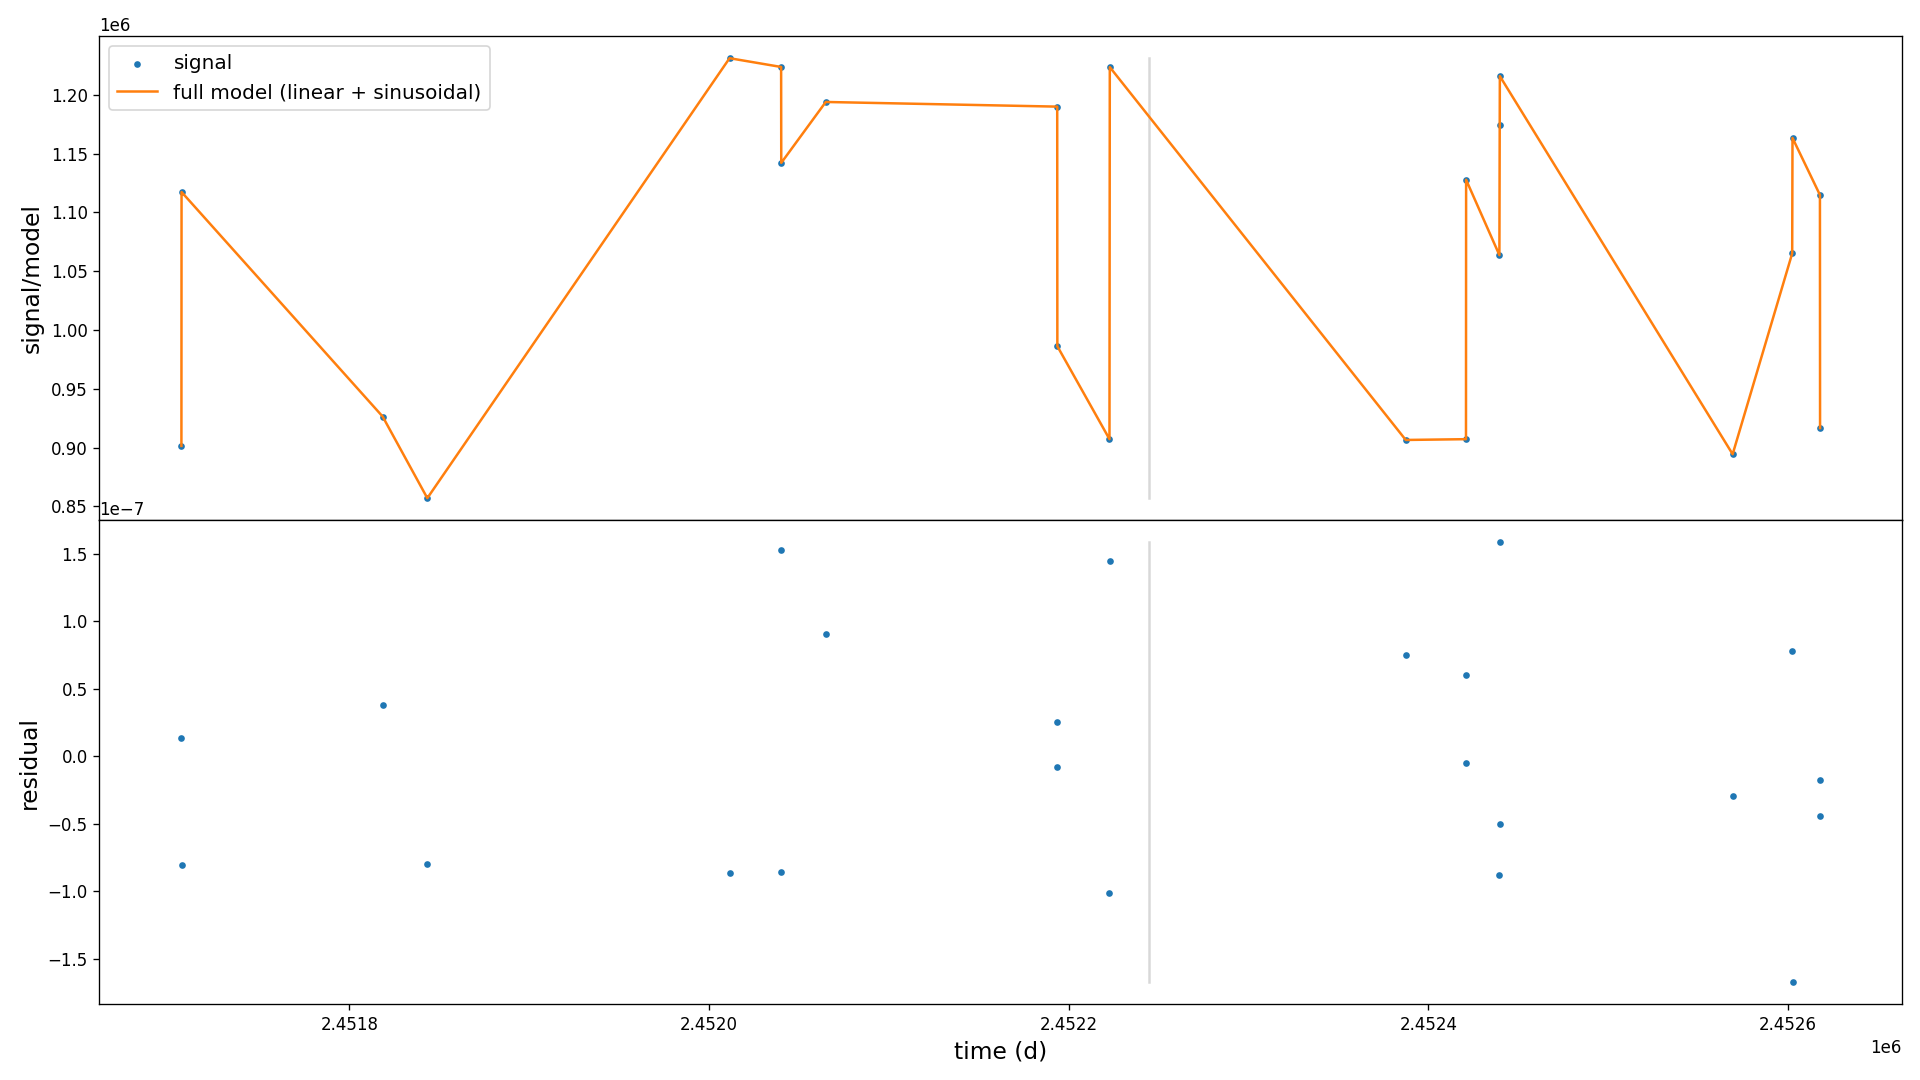 1e6
signal
full model (linear + sinusoidal)
signal/model
1.20
1.15
1.10
1.05
1.00
0.95
0.90
0.85
1e−7
residual
1.5
1.0
0.5
0.0
−0.5
−1.0
−1.5
2.4518
2.4520
2.4522
2.4524
2.4526
time (d)
1e6